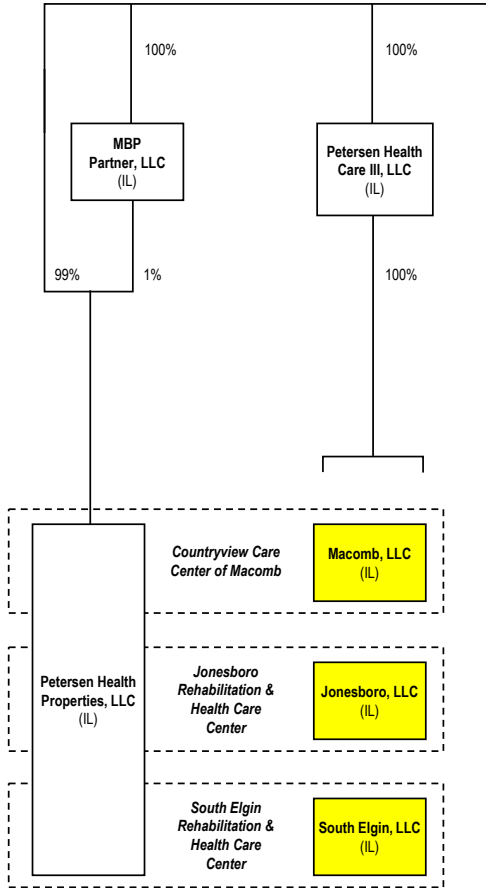 100%
100%
MBP
Partner, LLC
(IL)
Petersen Health
Care III, LLC
(IL)
99%
1%
100%
Countryview Care
Center of Macomb
Macomb, LLC
(IL)
Petersen Health
Properties, LLC
(IL)
Jonesboro
Rehabilitation &
Health Care
Center
Jonesboro, LLC
(IL)
South Elgin
Rehabilitation &
Health Care
Center
South Elgin, LLC
(IL)